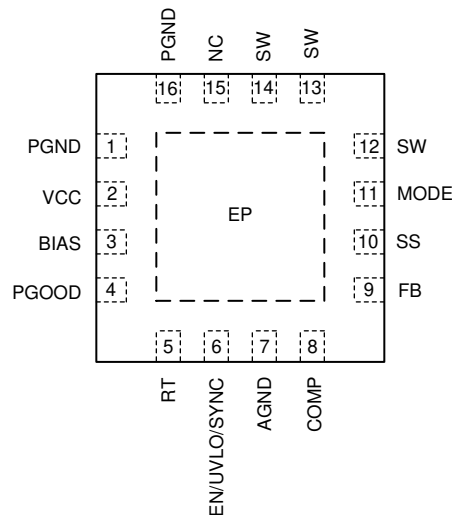 PGND
NC
SW
SW
16
15
14
13
PGND
1
12
SW
VCC
2
11
MODE
EP
BIAS
3
10
SS
PGOOD
4
9
FB
5
6
7
8
RT
EN/UVLO/SYNC
AGND
COMP